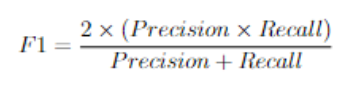 F1 = 2 × (Precision × Recall) / Precision + Recall